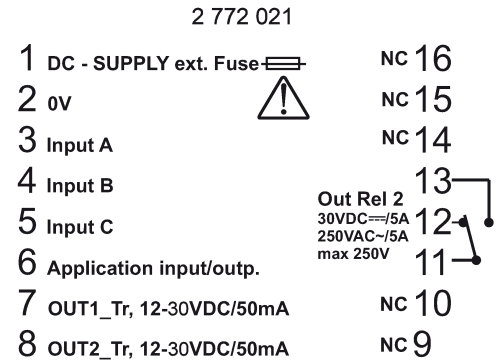 2 772 021
1 DC - SUPPLY ext. Fuse
2 0V
3 Input A
4 Input B
5 Input C
6 Application input/outp.
7 OUT1_Tr, 12-30VDC/50mA
8 OUT2_Tr, 12-30VDC/50mA
NC 16
NC 15
NC 14
13
Out Rel 2
30VDC⎓/5A
12
250VAC~/5A
max 250V
11
NC 10
NC 9